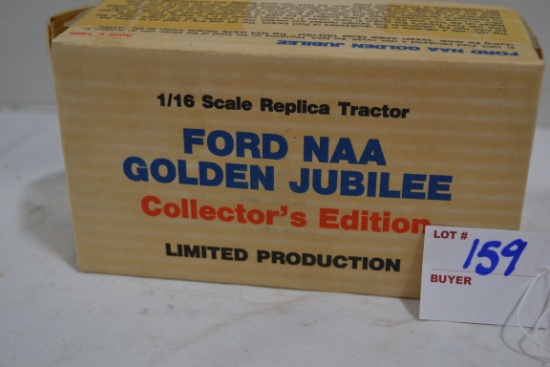 FORD NAA GOLDEN JUBILEE
1/16 Scale Replica Tractor
FORD NAA
GOLDEN JUBILEE
Collector's Edition
LIMITED PRODUCTION
LOT #
159
BUYER